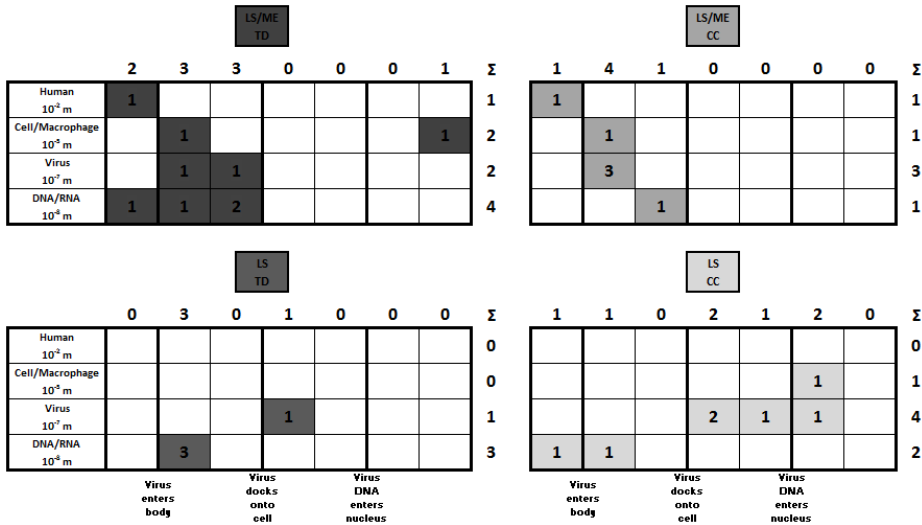 LS/ME
TD
LS/ME
CC
2 3 3 0 0 0 1 Σ 1 4 1 0 0 0 0 Σ
Human
10⁻² m
1 1 1 1
Cell/Macrophage
10⁻⁵ m
1 1 2 1 1
Virus
10⁻⁷ m
1 1 2 3 3
DNA/RNA
10⁻⁸ m
1 1 2 4 1 1
LS
TD
LS
CC
0 3 0 1 0 0 0 Σ 1 1 0 2 1 2 0 Σ
Human
10⁻² m
0 0
Cell/Macrophage
10⁻⁵ m
0 1 1
Virus
10⁻⁷ m
1 1 2 1 1 4
DNA/RNA
10⁻⁸ m
3 3 1 1 2
Virus
enters
body
Virus
docks
onto
cell
Virus
DNA
enters
nucleus
Virus
enters
body
Virus
docks
onto
cell
Virus
DNA
enters
nucleus